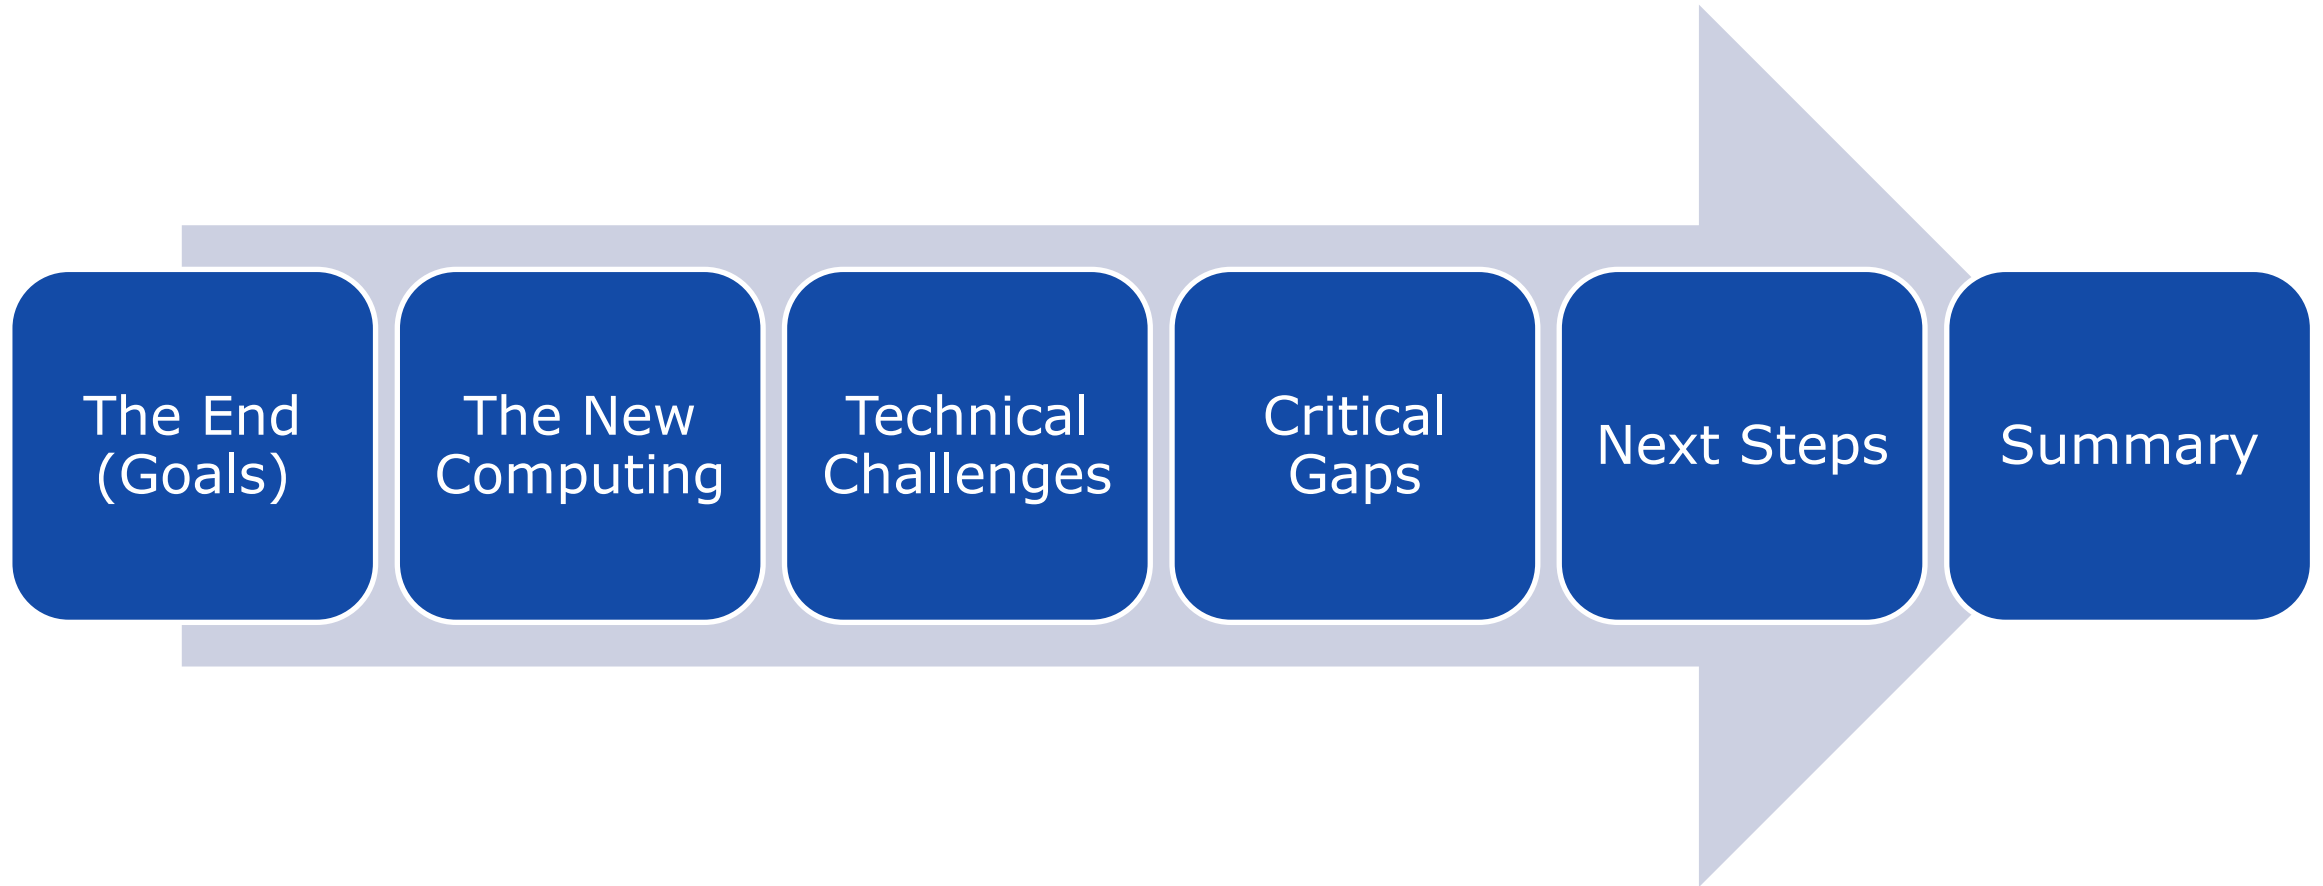 The End
(Goals)
The New
Computing
Technical
Challenges
Critical
Gaps
Next Steps
Summary